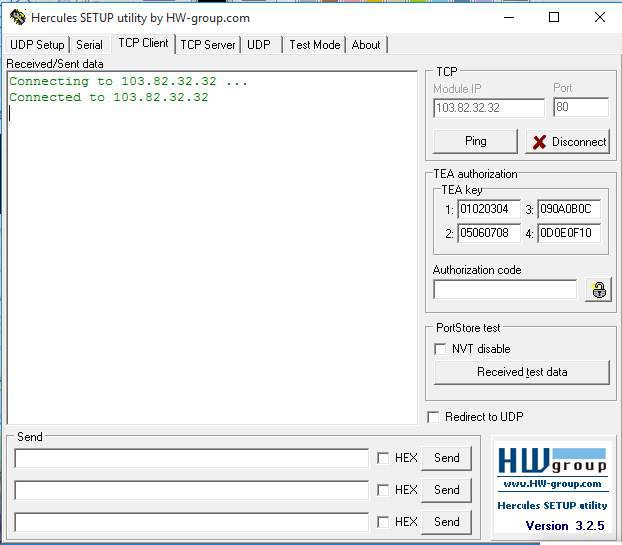 Hercules SETUP utility by HW-group.com
UDP Setup Serial TCP Client TCP Server UDP Test Mode About
Received/Sent data
Connecting to 103.82.32.32 ...
Connected to 103.82.32.32
TCP
Module IP Port
103.82.32.32 80
Ping Disconnect
TEA authorization
TEA key
1: 01020304 3: 090A0B0C
2: 05060708 4: 0D0E0F10
Authorization code
PortStore test
NVT disable
Received test data
Redirect to UDP
Send
HEX Send
HEX Send
HEX Send
HWgroup
www.HW-group.com
Hercules SETUP utility
Version 3.2.5